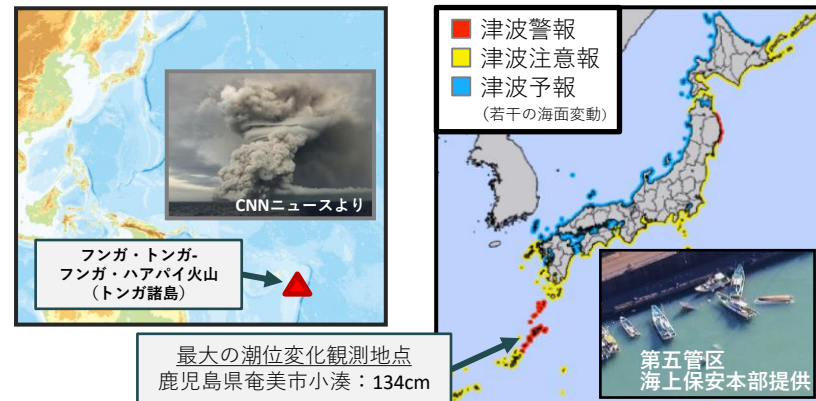 CNNニュースより
フンガ・トンガ-
フンガ・ハアパイ火山
(トンガ諸島)
津波警報
津波注意報
津波予報
(若干の海面変動)
最大の潮位変化観測地点
鹿児島県奄美市小湊：134cm
第五管区
海上保安本部提供